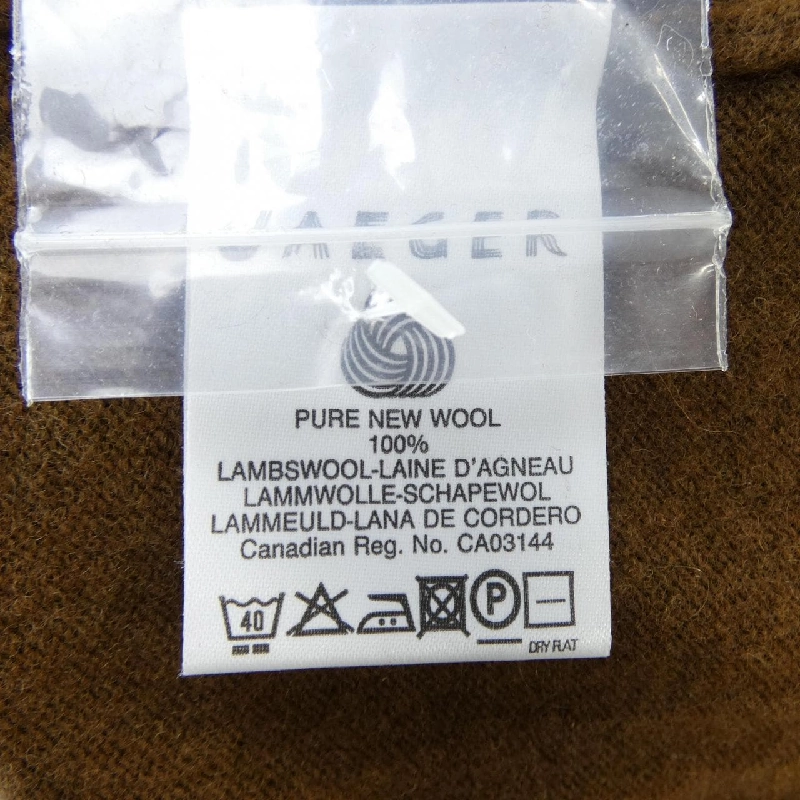 JAEGER
PURE NEW WOOL
100%
LAMBSWOOL-LAINE D'AGNEAU
LAMMWOLLE-SCHAPEWOL
LAMMEULD-LANA DE CORDERO
Canadian Reg. No. CA03144
40 P
DRY FLAT